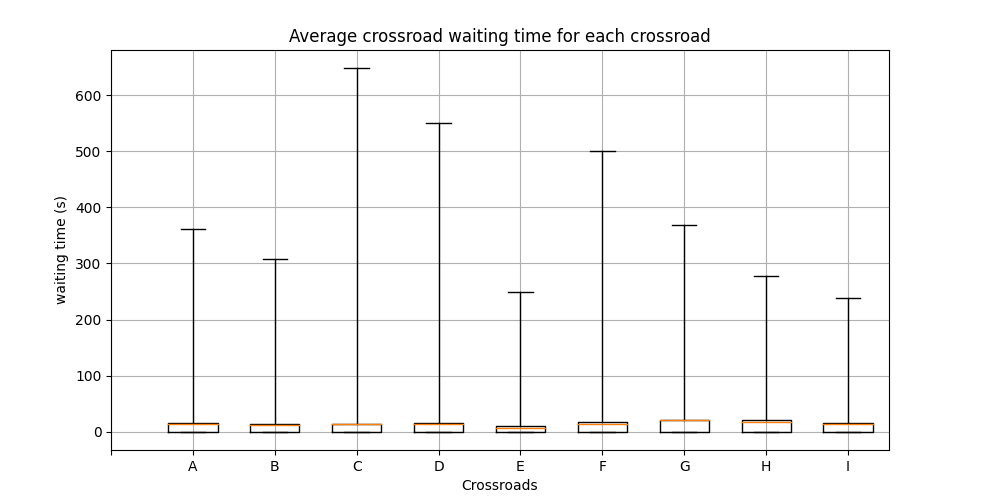 Average crossroad waiting time for each crossroad
600
500
400
300
200
100
0
waiting time (s)
A B C D E F G H I
Crossroads